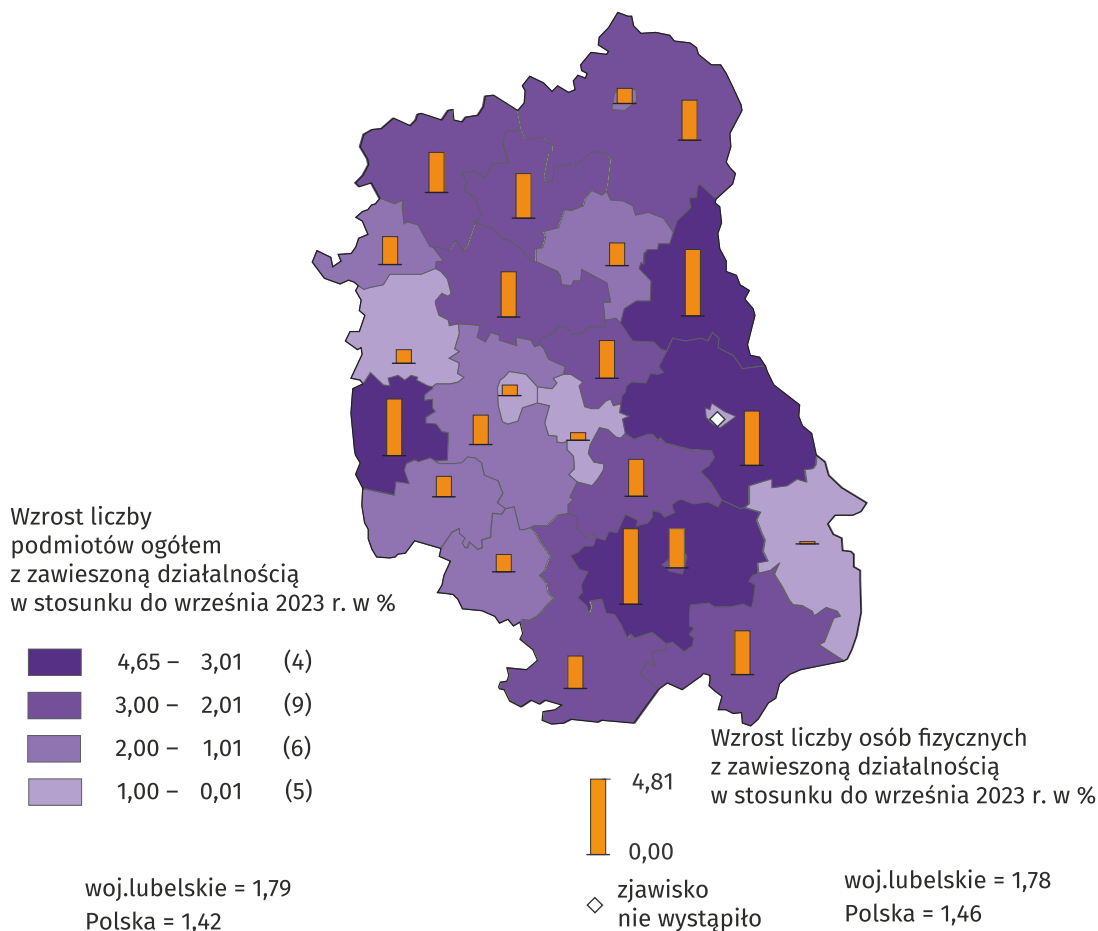 Wzrost liczby
podmiotów ogółem
z zawieszoną działalnością
w stosunku do września 2023 r. w %
4,65 – 3,01 (4)
3,00 – 2,01 (9)
2,00 – 1,01 (6)
1,00 – 0,01 (5)
woj.lubelskie = 1,79
Polska = 1,42
Wzrost liczby osób fizycznych
z zawieszoną działalnością
w stosunku do września 2023 r. w %
4,81
0,00
zjawisko
nie wystąpiło
woj.lubelskie = 1,78
Polska = 1,46